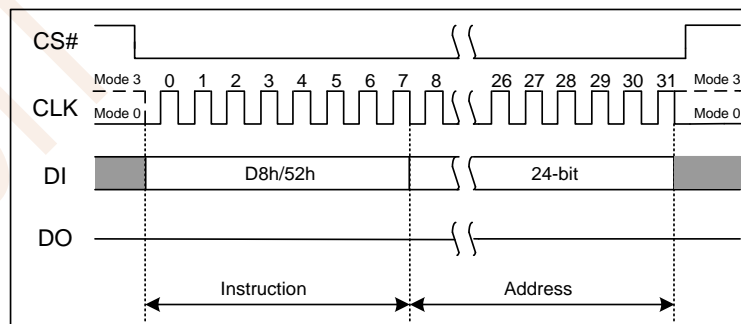 CS#
Mode 3 0 1 2 3 4 5 6 7 8 26 27 28 29 30 31 Mode 3
CLK
Mode 0 Mode 0
DI D8h/52h 24-bit
DO
Instruction Address